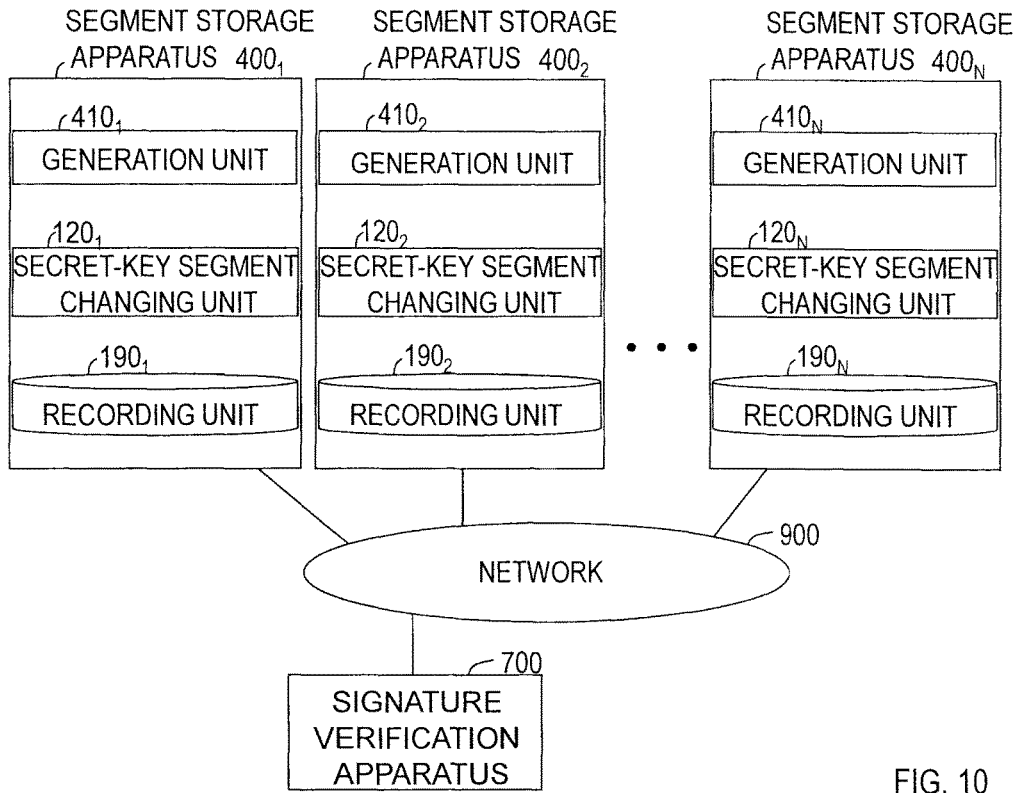 SEGMENT STORAGE
APPARATUS 400₁
SEGMENT STORAGE
APPARATUS 400₂
SEGMENT STORAGE
APPARATUS 400N
410₁
GENERATION UNIT
410₂
GENERATION UNIT
410N
GENERATION UNIT
120₁
SECRET-KEY SEGMENT
CHANGING UNIT
120₂
SECRET-KEY SEGMENT
CHANGING UNIT
120N
SECRET-KEY SEGMENT
CHANGING UNIT
• • •
190₁
RECORDING UNIT
190₂
RECORDING UNIT
190N
RECORDING UNIT
900
NETWORK
700
SIGNATURE
VERIFICATION
APPARATUS
FIG. 10